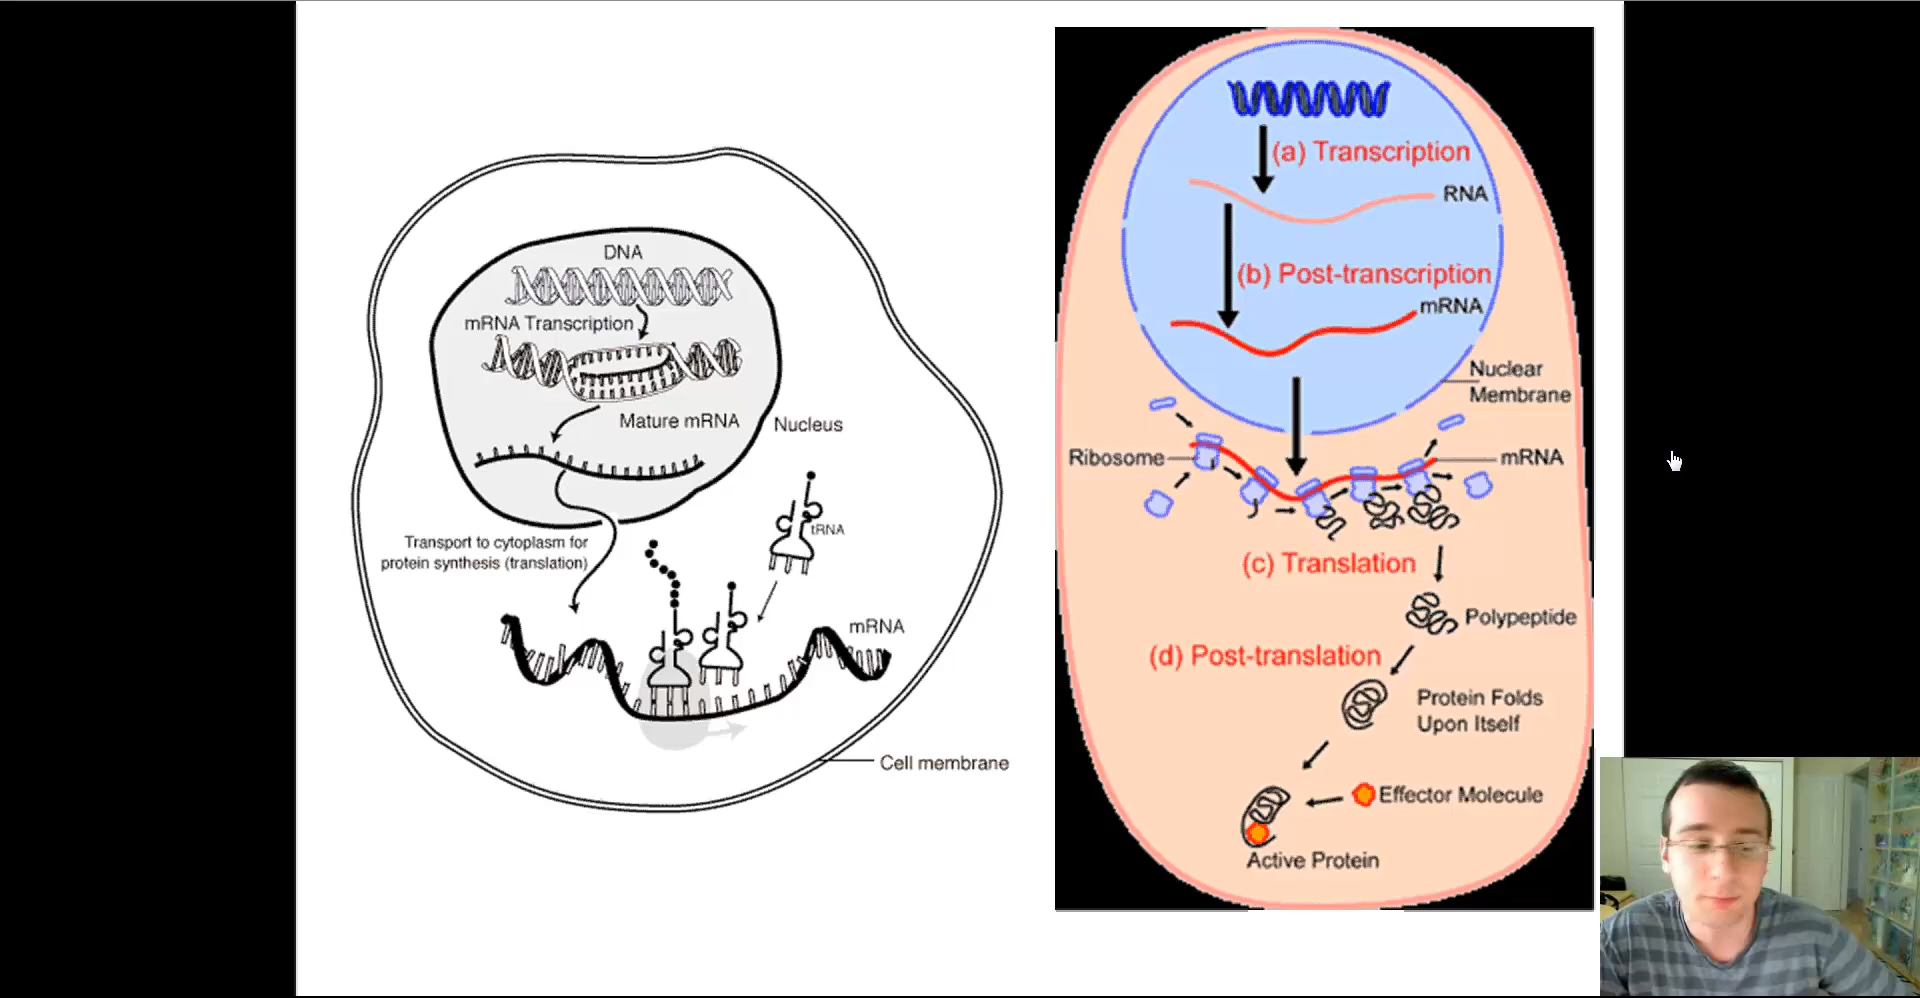 DNA
mRNA Transcription
Mature mRNA
Nucleus
tRNA
Transport to cytoplasm for
protein synthesis (translation)
mRNA
Cell membrane
(a) Transcription
RNA
(b) Post-transcription
mRNA
Nuclear
Membrane
Ribosome
mRNA
(c) Translation
Polypeptide
(d) Post-translation
Protein Folds
Upon Itself
Effector Molecule
Active Protein